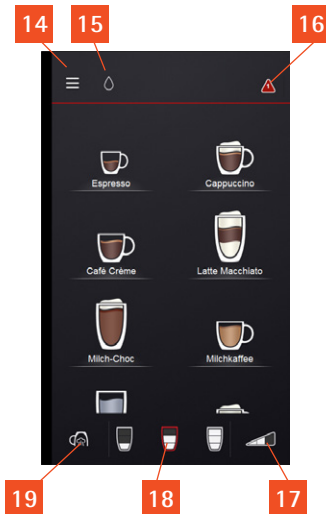 14
15
16
Espresso
Cappuccino
Café Crème
Latte Macchiato
Milch-Choc
Milchkaffee
19
18
17